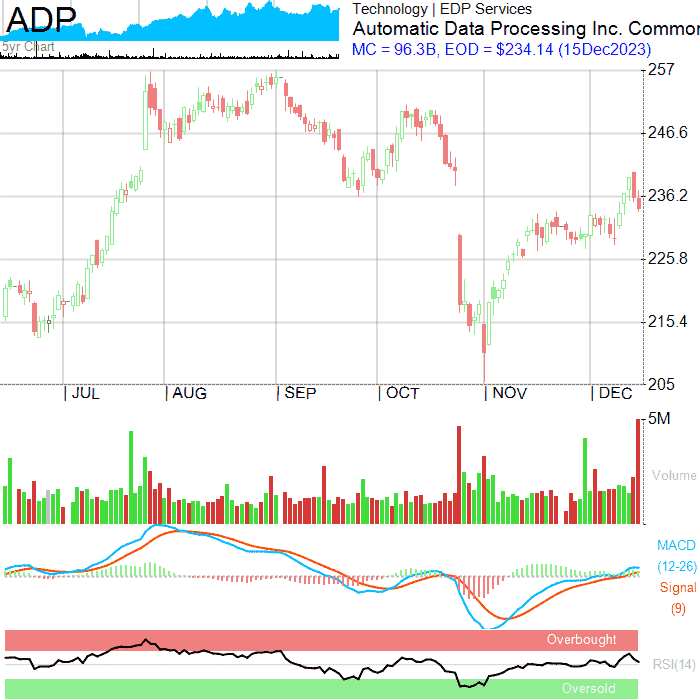 ADP
5yr Chart
Technology | EDP Services
Automatic Data Processing Inc. Common
MC = 96.3B, EOD = $234.14 (15Dec2023)
257
246.6
236.2
225.8
215.4
205
| JUL | AUG | SEP | OCT | NOV | DEC
5M
Volume
MACD
(12-26)
Signal
(9)
Overbought
RSI(14)
Oversold